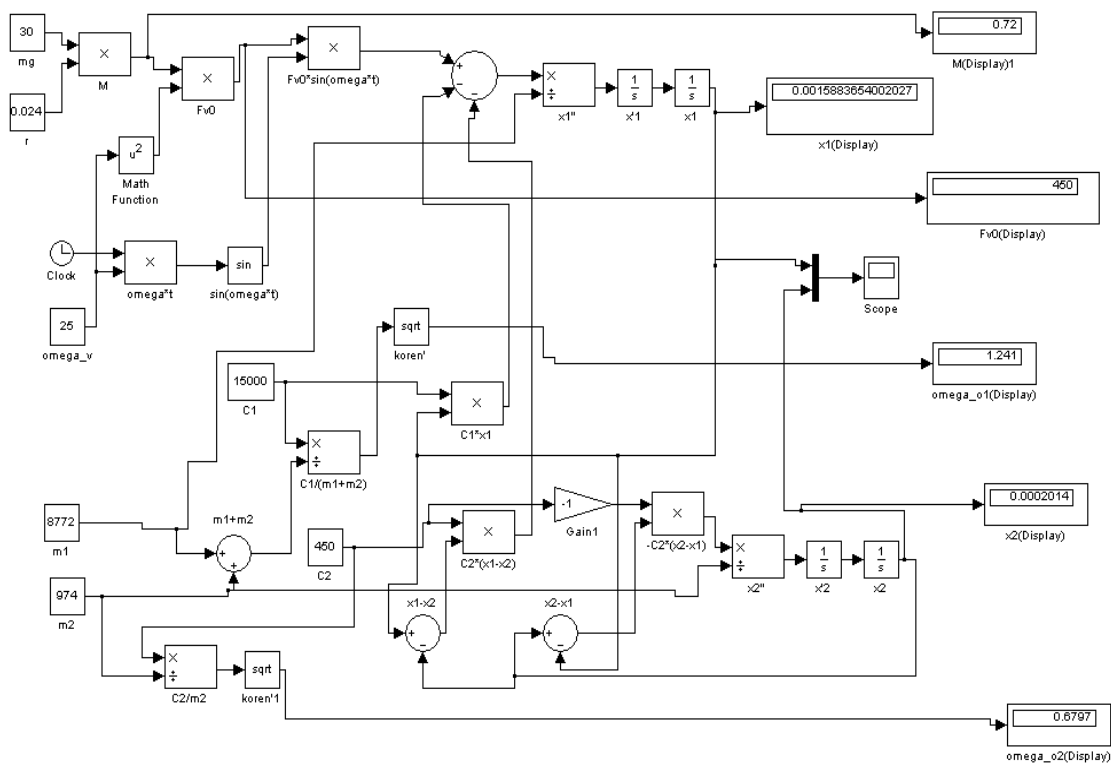 30
mg
0.024
r
×
M
×
Fv0
×
Fv0*sin(omega*t)
+
−
−
×
÷
x1"
1
s
x'1
1
s
x1
0.72
M(Display)1
0.0015883654002027
x1(Display)
u²
Math
Function
450
Fv0(Display)
Clock
×
omega*t
sin
sin(omega*t)
25
omega_v
Scope
sqrt
koren'
1.241
omega_o1(Display)
15000
C1
×
C1*x1
×
÷
C1/(m1+m2)
8772
m1
m1+m2
+
+
450
C2
×
C2*(x1-x2)
-1
Gain1
×
-C2*(x2-x1)
×
÷
x2"
1
s
x'2
1
s
x2
0.0002014
x2(Display)
974
m2
x1-x2
+
−
x2-x1
+
−
×
÷
C2/m2
sqrt
koren'1
0.6797
omega_o2(Display)